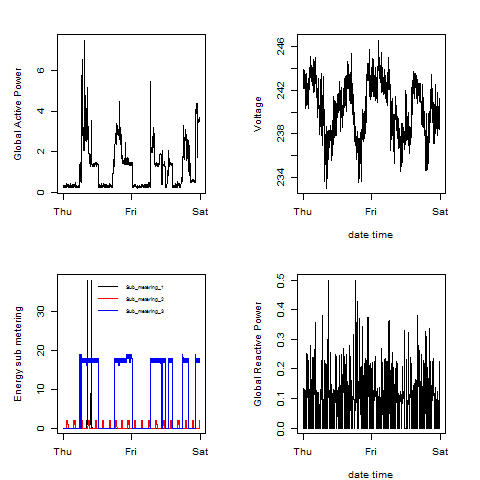 Global Active Power
0 2 4 6
Thu Fri Sat
Voltage
234 238 242 246
Thu Fri Sat
date time
Energy sub metering
0 10 20 30
Sub_metering_1
Sub_metering_2
Sub_metering_3
Thu Fri Sat
Global Reactive Power
0.0 0.1 0.2 0.3 0.4 0.5
Thu Fri Sat
date time